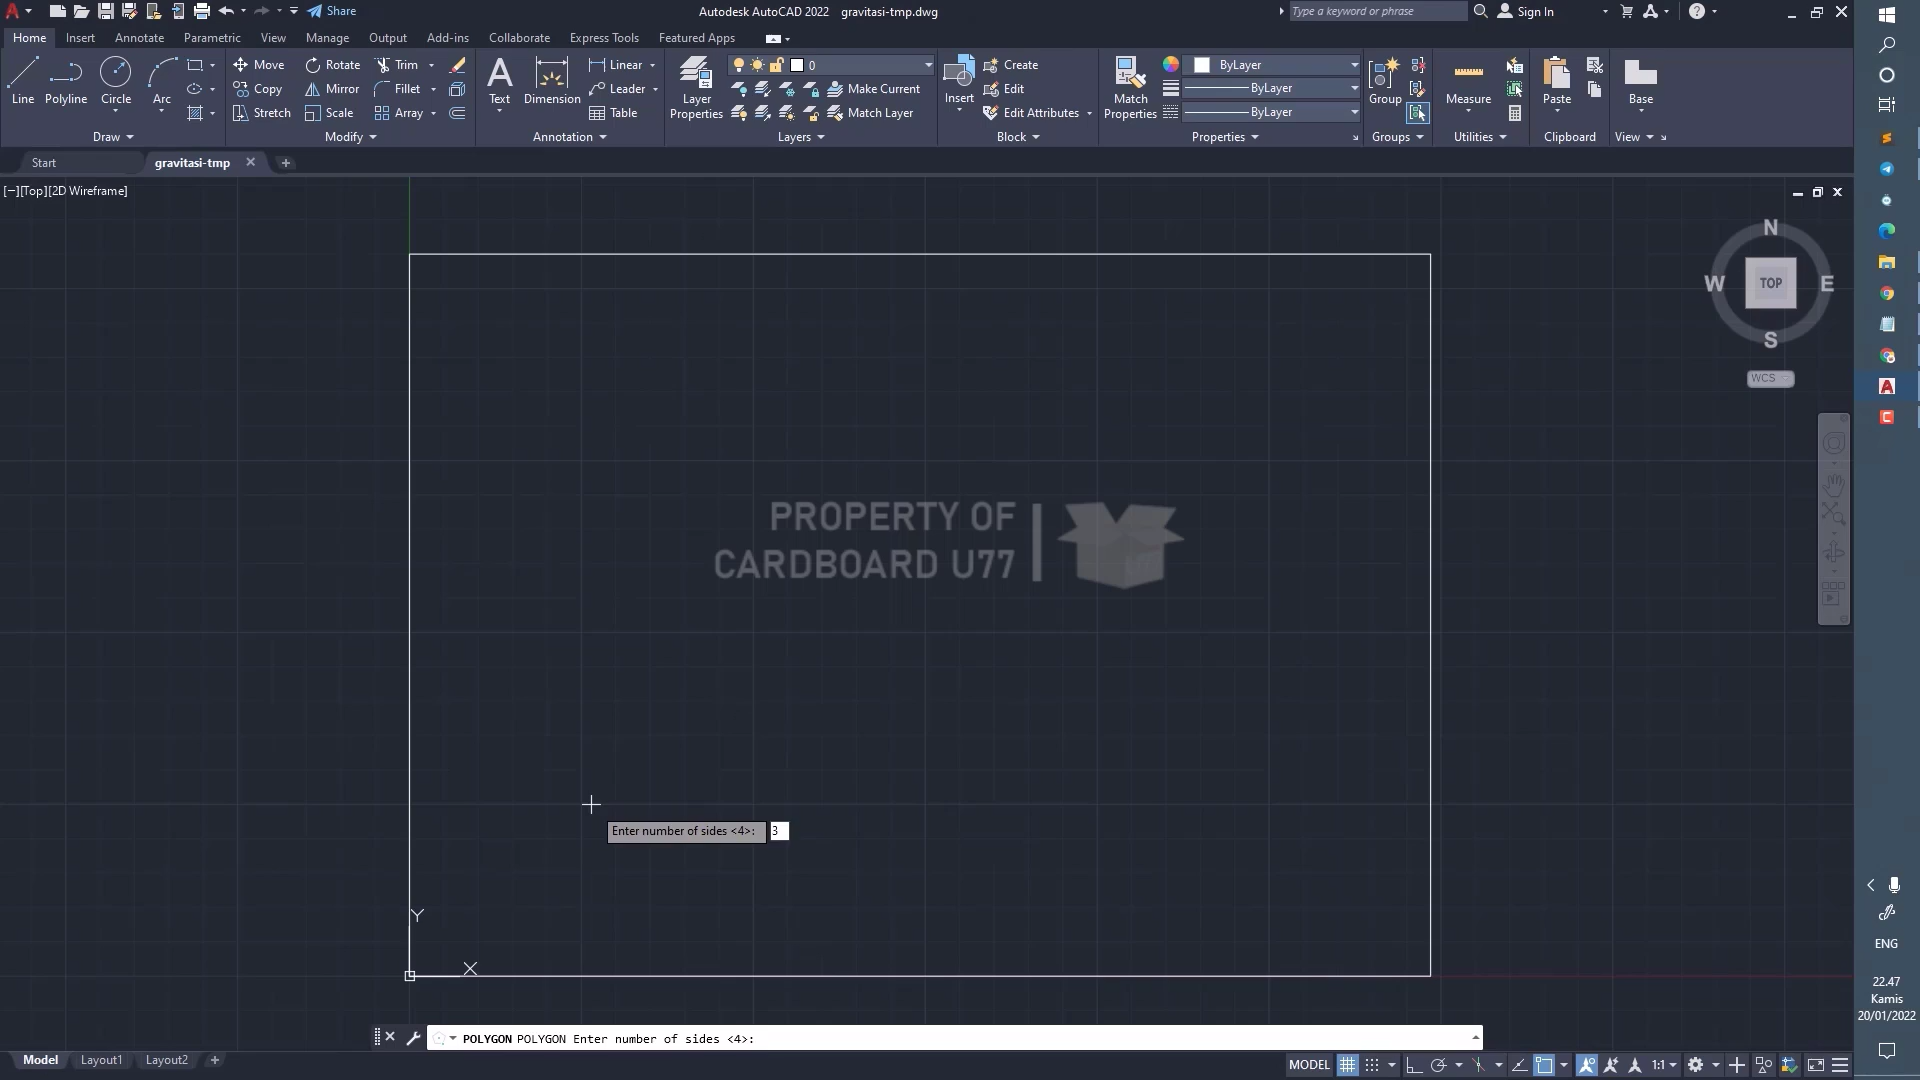 Share
Autodesk AutoCAD 2022 gravitasi-tmp.dwg
Type a keyword or phrase
Sign In
Home Insert Annotate Parametric View Manage Output Add-ins Collaborate Express Tools Featured Apps
Line Polyline Circle Arc
Draw
Move Rotate Trim
Copy Mirror Fillet
Stretch Scale Array
Modify
Text Dimension
Linear
Leader
Table
Annotation
Layer
Properties
0
Make Current
Match Layer
Layers
Insert
Create
Edit
Edit Attributes
Block
Match
Properties
ByLayer
ByLayer
ByLayer
Properties
Group
Groups
Measure
Utilities
Paste
Clipboard
Base
View
Start gravitasi-tmp
[−][Top][2D Wireframe]
N
W TOP E
S
WCS
PROPERTY OF
CARDBOARD U77
Enter number of sides <4>: 3
Y
X
POLYGON POLYGON Enter number of sides <4>:
Model Layout1 Layout2
MODEL
1:1
ENG
22.47
Kamis
20/01/2022